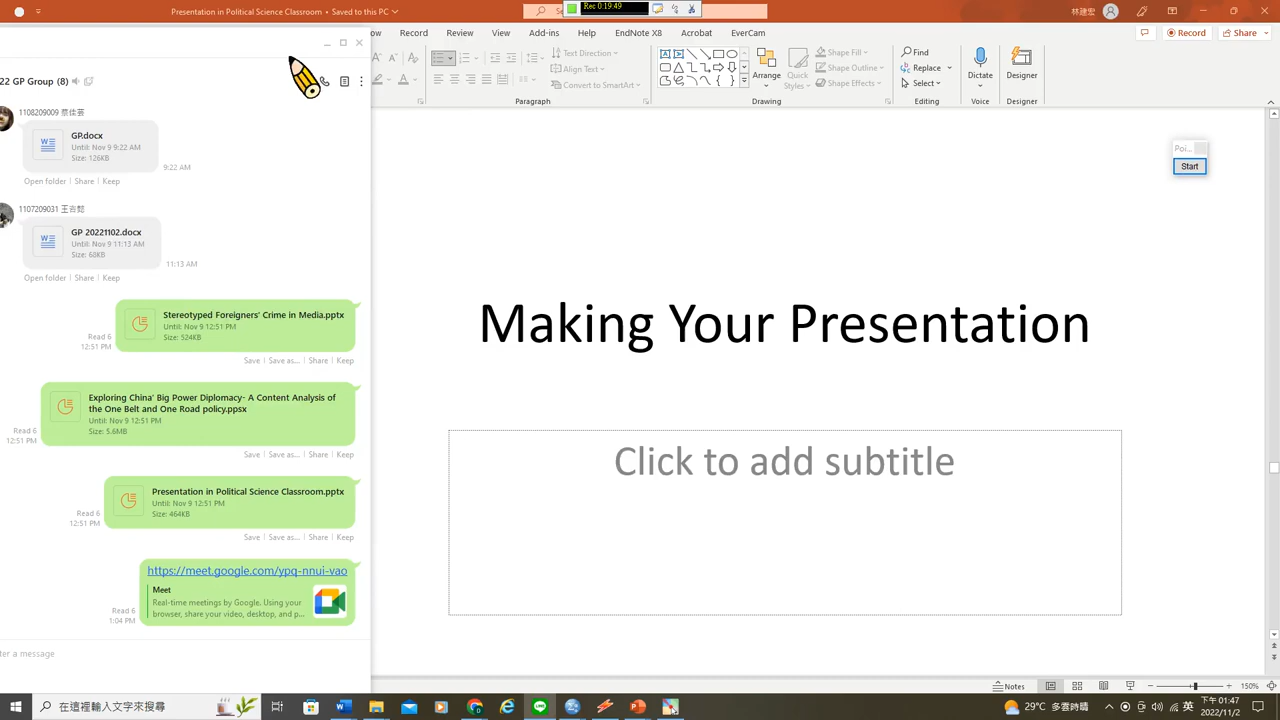 Presentation in Political Science Classroom • Saved to this PC
Rec 0:19:49
林建宏
Record
Review
View
Add-ins
Help
EndNote X8
Acrobat
EverCam
Record
Share
Text Direction
Align Text
Convert to SmartArt
Paragraph
Arrange
Quick Styles
Shape Fill
Shape Outline
Shape Effects
Drawing
Find
Replace
Select
Editing
Dictate
Voice
Designer
Designer
22 GP Group (8)
GP.docx
Until: Nov 9 9:22 AM
Size: 126KB
9:22 AM
Open folder | Share | Keep
GP 20221102.docx
Until: Nov 9 11:13 AM
Size: 68KB
11:13 AM
Open folder | Share | Keep
Stereotyped Foreigners' Crime in Media.pptx
Until: Nov 9 12:51 PM
Size: 524KB
Read 6
12:51 PM
Save | Save as... | Share | Keep
Exploring China' Big Power Diplomacy- A Content Analysis of
the One Belt and One Road policy.ppsx
Until: Nov 9 12:51 PM
Size: 5.6MB
Read 6
12:51 PM
Save | Save as... | Share | Keep
Presentation in Political Science Classroom.pptx
Until: Nov 9 12:51 PM
Size: 464KB
Read 6
12:51 PM
Save | Save as... | Share | Keep
https://meet.google.com/ypq-nnui-vao
Meet
Real-time meetings by Google. Using your
browser, share your video, desktop, and p...
Read 6
1:04 PM
ter a message
Poi...
Start
Making Your Presentation
Click to add subtitle
Notes
150%
在這裡輸入文字來搜尋
29°C 多雲時晴
下午 01:47
2022/11/2